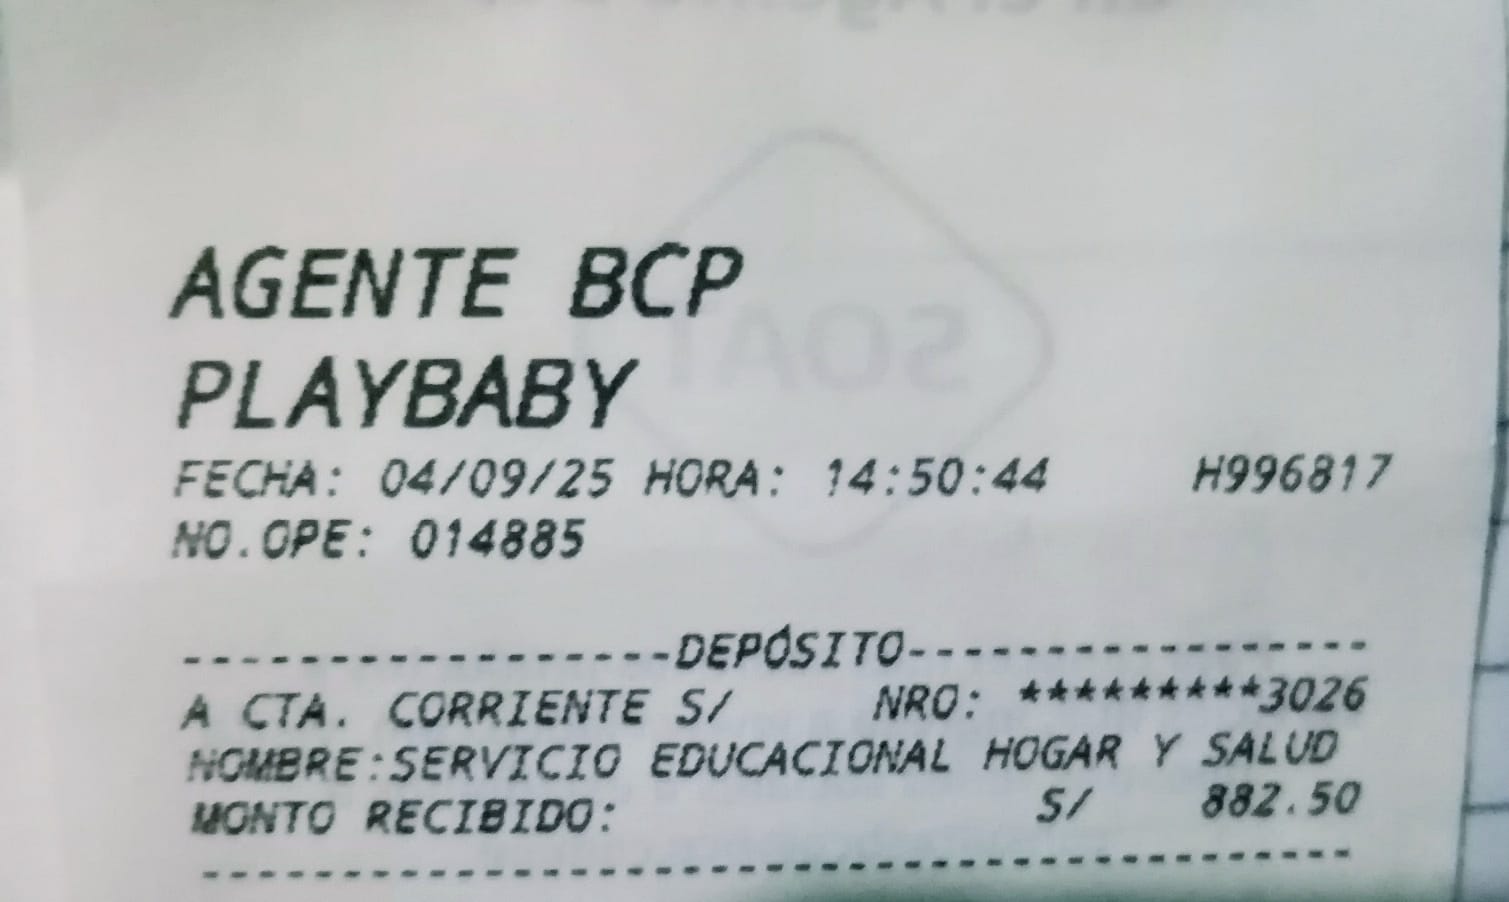 AGENTE BCP
PLAYBABY
FECHA: 04/09/25 HORA: 14:50:44 H996817
NO.OPE: 014885
------------------DEPÓSITO-----------------
A CTA. CORRIENTE S/ NRO: *********3026
NOMBRE:SERVICIO EDUCACIONAL HOGAR Y SALUD
MONTO RECIBIDO: S/ 882.50
SOAT